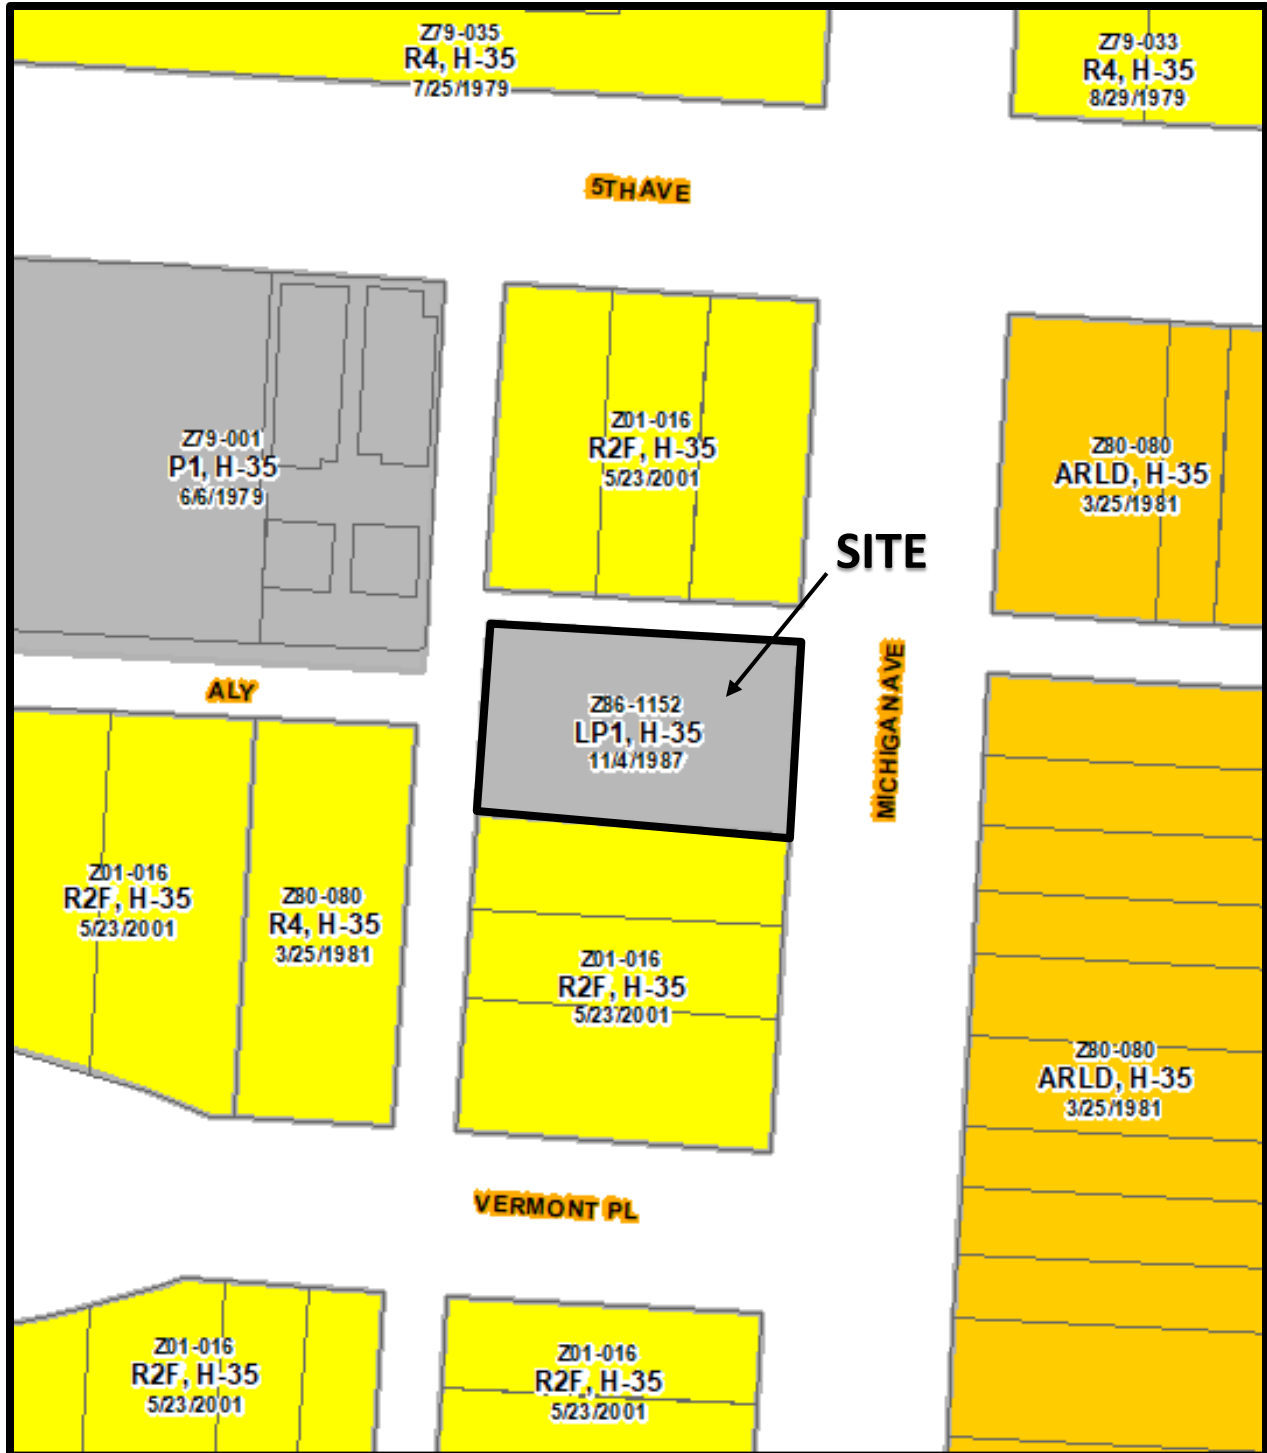 Z79-035
R4, H-35
7/25/1979
Z79-033
R4, H-35
8/29/1979
5TH AVE
Z79-001
P1, H-35
6/6/1979
Z01-016
R2F, H-35
5/23/2001
Z80-080
ARLD, H-35
3/25/1981
SITE
ALY
Z86-1152
LP1, H-35
11/4/1987
MICHIGAN AVE
Z01-016
R2F, H-35
5/23/2001
Z80-080
R4, H-35
3/25/1981
Z01-016
R2F, H-35
5/23/2001
Z80-080
ARLD, H-35
3/25/1981
VERMONT PL
Z01-016
R2F, H-35
5/23/2001
Z01-016
R2F, H-35
5/23/2001